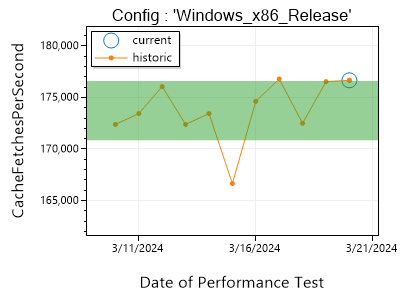 Config : 'Windows_x86_Release'
current
historic
180,000
175,000
170,000
165,000
CacheFetchesPerSecond
3/11/2024 3/16/2024 3/21/2024
Date of Performance Test